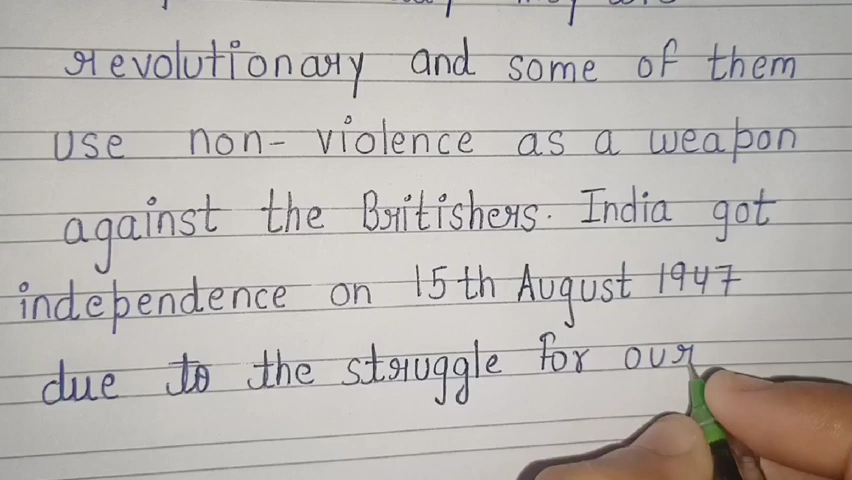 revolutionary and some of them
use non-violence as a weapon
against the Britishers. India got
independence on 15th August 1947
due to the struggle for our